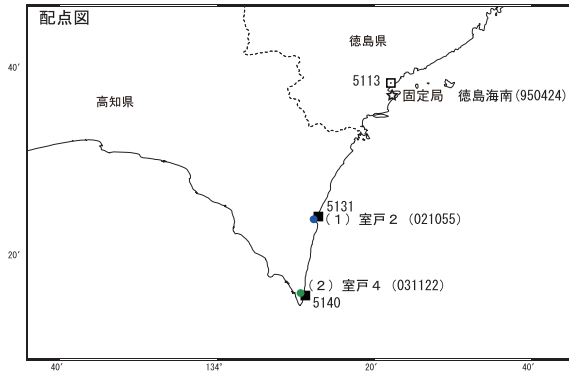 配点図
徳島県
40′
5113
固定局　徳島海南(950424)
高知県
5131
(1) 室戸2 (021055)
20′
(2) 室戸4 (031122)
5140
40′
134°
20′
40′